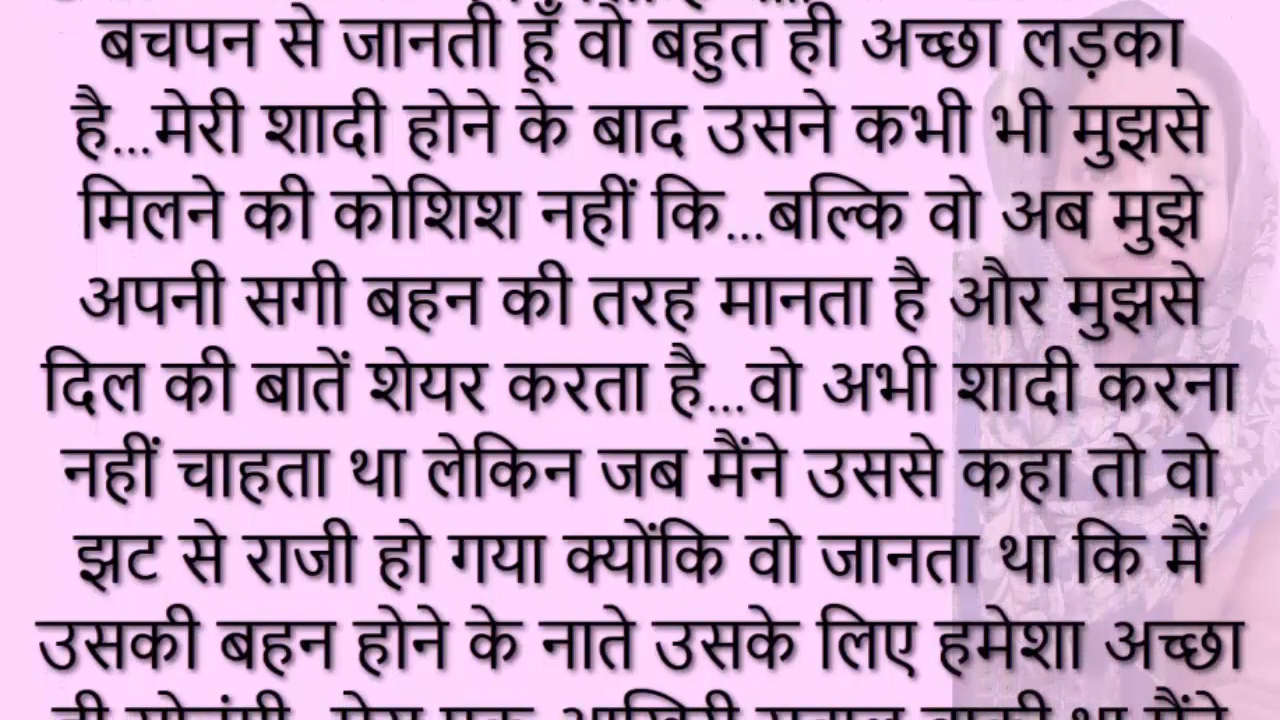 बचपन से जानती हूँ वो बहुत ही अच्छा लड़का
है...मेरी शादी होने के बाद उसने कभी भी मुझसे
मिलने की कोशिश नहीं कि...बल्कि वो अब मुझे
अपनी सगी बहन की तरह मानता है और मुझसे
दिल की बातें शेयर करता है...वो अभी शादी करना
नहीं चाहता था लेकिन जब मैंने उससे कहा तो वो
झट से राजी हो गया क्योंकि वो जानता था कि मैं
उसकी बहन होने के नाते उसके लिए हमेशा अच्छा